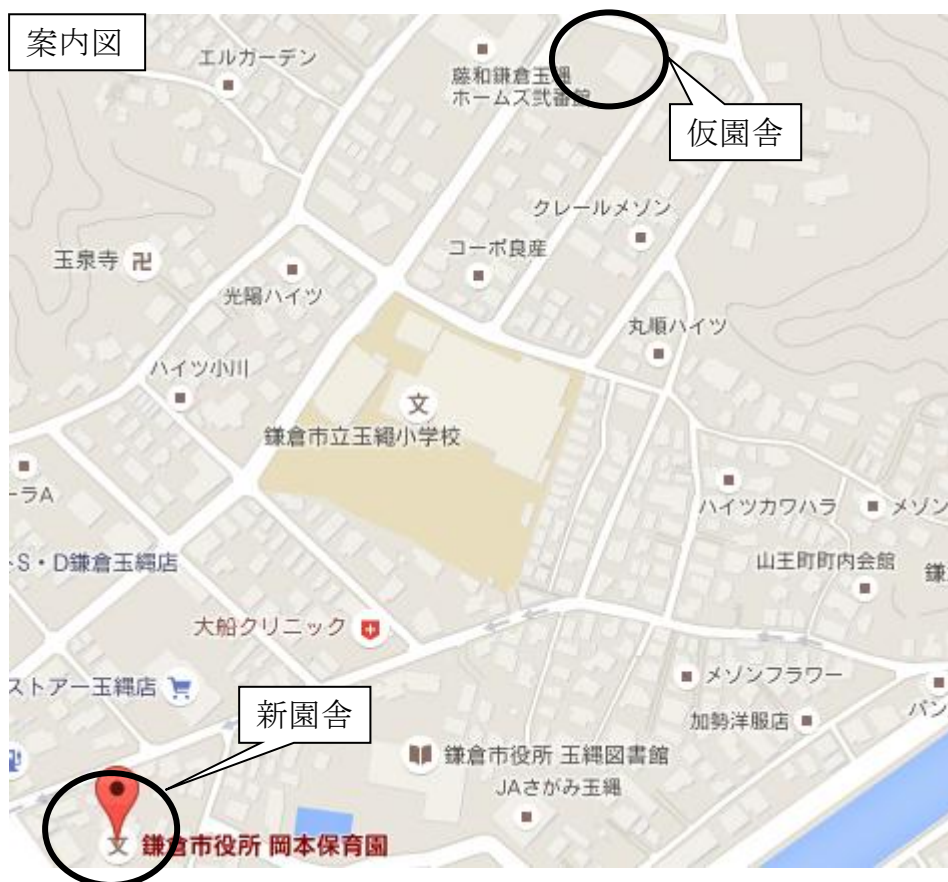 案内図
エルガーデン
藤和鎌倉玉縄
ホームズ弐番館
仮園舎
クレールメゾン
コーポ良産
玉泉寺
光陽ハイツ
丸順ハイツ
ハイツ小川
文
鎌倉市立玉縄小学校
ーラA
ハイツカワハラ
メゾン
S・D鎌倉玉縄店
山王町町内会館
鎌
大船クリニック
メゾンフラワー
ストアー玉縄店
新園舎
加勢洋服店
パン
鎌倉市役所 玉縄図書館
JAさがみ玉縄
文
鎌倉市役所 岡本保育園